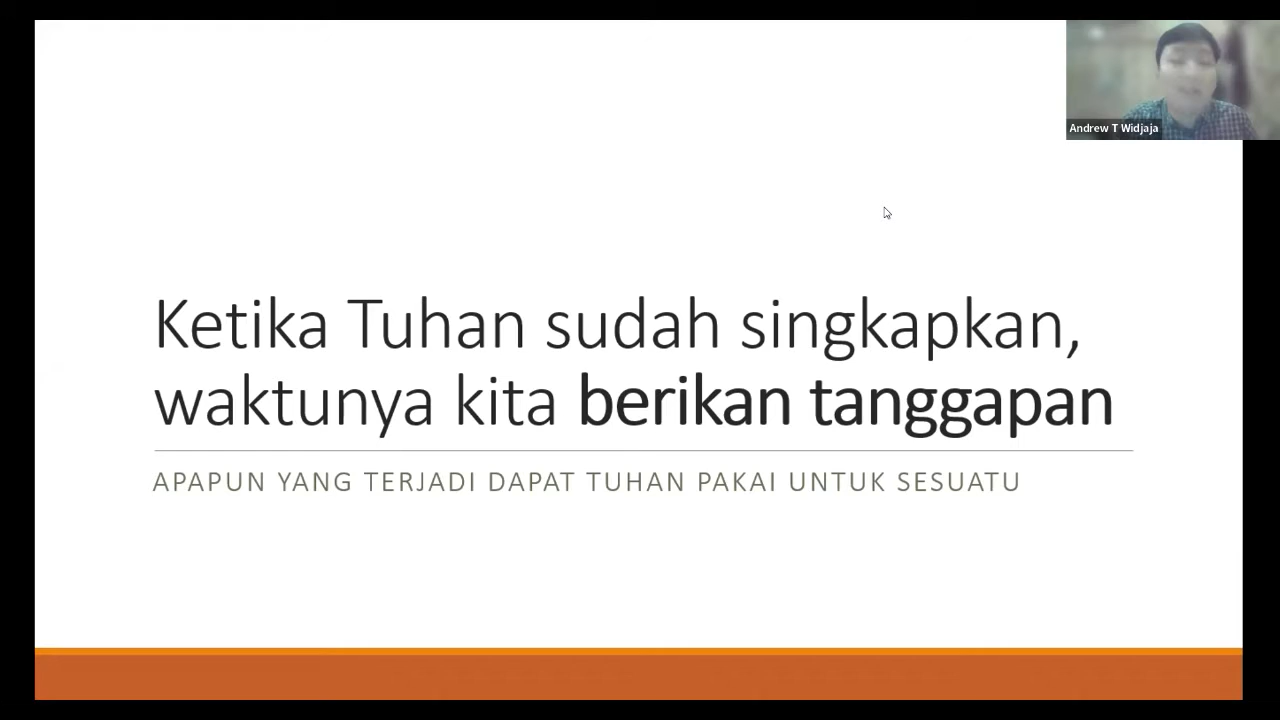 Andrew T Widjaja
Ketika Tuhan sudah singkapkan,
waktunya kita berikan tanggapan
APAPUN YANG TERJADI DAPAT TUHAN PAKAI UNTUK SESUATU